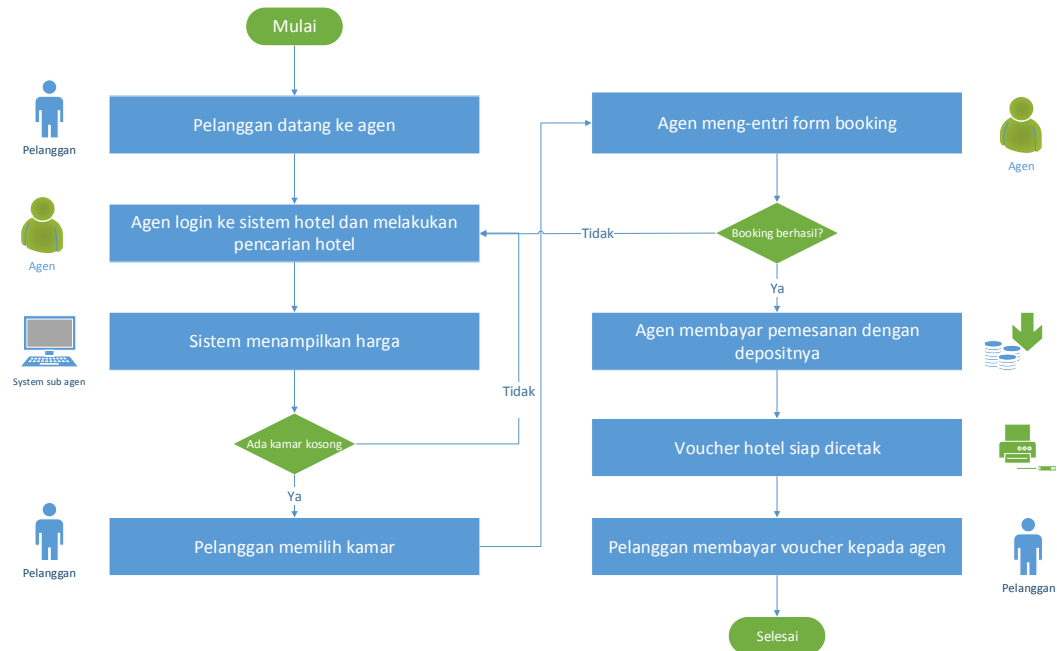 Mulai
Pelanggan datang ke agen
Pelanggan
Agen login ke sistem hotel dan melakukan
pencarian hotel
Agen
Sistem menampilkan harga
System sub agen
Tidak
Ada kamar kosong
Ya
Pelanggan memilih kamar
Pelanggan
Agen meng-entri form booking
Agen
Tidak
Booking berhasil?
Ya
Agen membayar pemesanan dengan
depositnya
Voucher hotel siap dicetak
Pelanggan membayar voucher kepada agen
Pelanggan
Selesai